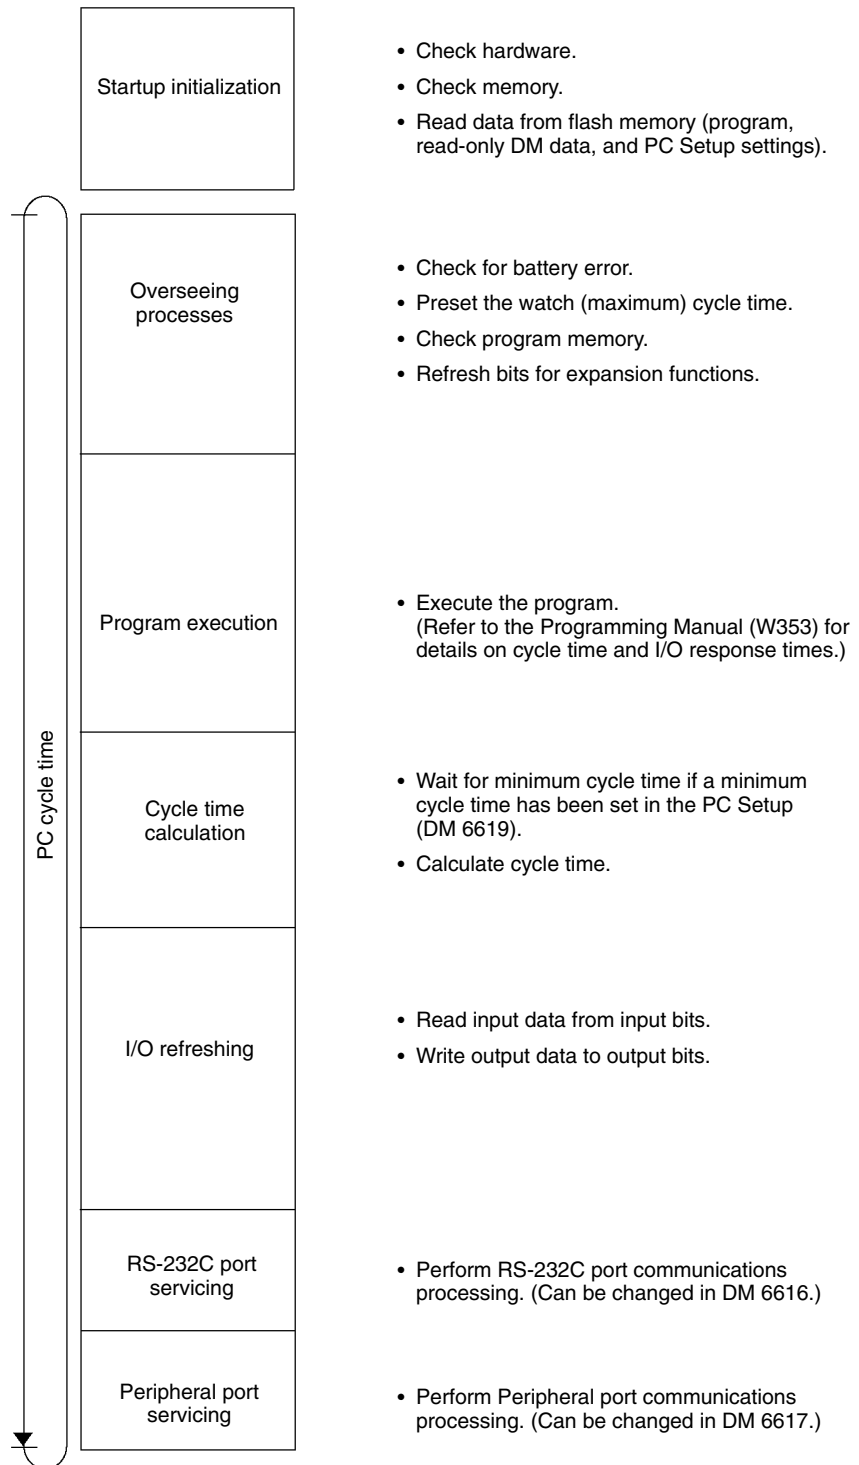 Startup initialization
• Check hardware.
• Check memory.
• Read data from flash memory (program,
read-only DM data, and PC Setup settings).
PC cycle time
Overseeing
processes
• Check for battery error.
• Preset the watch (maximum) cycle time.
• Check program memory.
• Refresh bits for expansion functions.
Program execution
• Execute the program.
(Refer to the Programming Manual (W353) for
details on cycle time and I/O response times.)
Cycle time
calculation
• Wait for minimum cycle time if a minimum
cycle time has been set in the PC Setup
(DM 6619).
• Calculate cycle time.
I/O refreshing
• Read input data from input bits.
• Write output data to output bits.
RS-232C port
servicing
• Perform RS-232C port communications
processing. (Can be changed in DM 6616.)
Peripheral port
servicing
• Perform Peripheral port communications
processing. (Can be changed in DM 6617.)